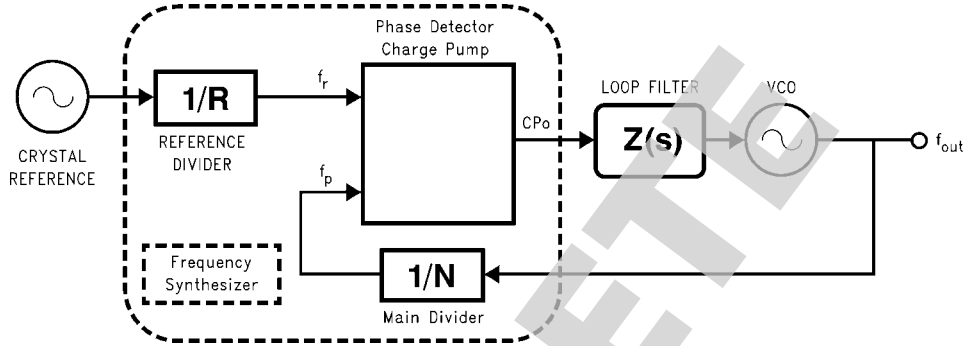 Phase Detector
Charge Pump
LOOP FILTER
VCO
1/R
REFERENCE
DIVIDER
f_r
CPo
Z(s)
f_out
CRYSTAL
REFERENCE
f_p
Frequency
Synthesizer
1/N
Main Divider